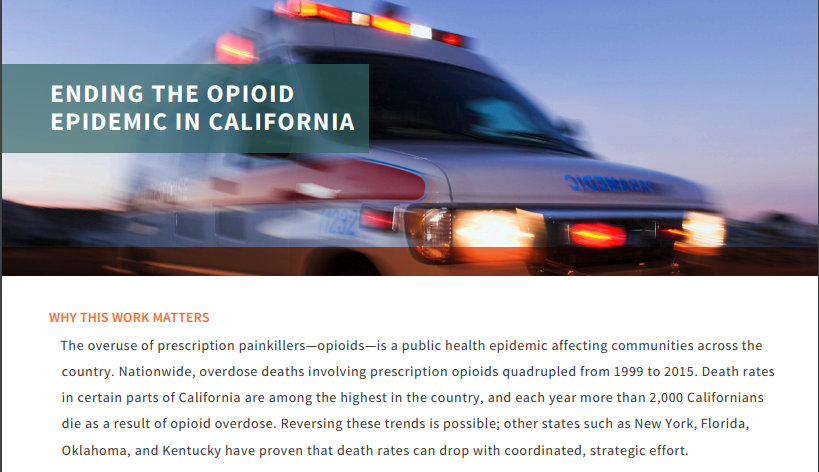 ENDING THE OPIOID
EPIDEMIC IN CALIFORNIA
PARAMEDIC
11232
WHY THIS WORK MATTERS
The overuse of prescription painkillers—opioids—is a public health epidemic affecting communities across the
country. Nationwide, overdose deaths involving prescription opioids quadrupled from 1999 to 2015. Death rates
in certain parts of California are among the highest in the country, and each year more than 2,000 Californians
die as a result of opioid overdose. Reversing these trends is possible; other states such as New York, Florida,
Oklahoma, and Kentucky have proven that death rates can drop with coordinated, strategic effort.